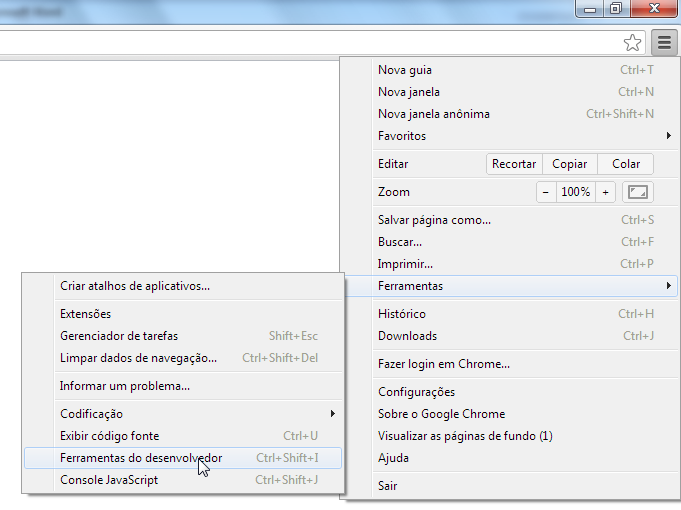 Word
Nova guia Ctrl+T
Nova janela Ctrl+N
Nova janela anônima Ctrl+Shift+N
Favoritos
Editar Recortar Copiar Colar
Zoom − 100% +
Salvar página como... Ctrl+S
Buscar... Ctrl+F
Imprimir... Ctrl+P
Ferramentas
Histórico Ctrl+H
Downloads Ctrl+J
Fazer login em Chrome...
Configurações
Sobre o Google Chrome
Visualizar as páginas de fundo (1)
Ajuda
Sair
Criar atalhos de aplicativos...
Extensões
Gerenciador de tarefas Shift+Esc
Limpar dados de navegação... Ctrl+Shift+Del
Informar um problema...
Codificação
Exibir código fonte Ctrl+U
Ferramentas do desenvolvedor Ctrl+Shift+I
Console JavaScript Ctrl+Shift+J